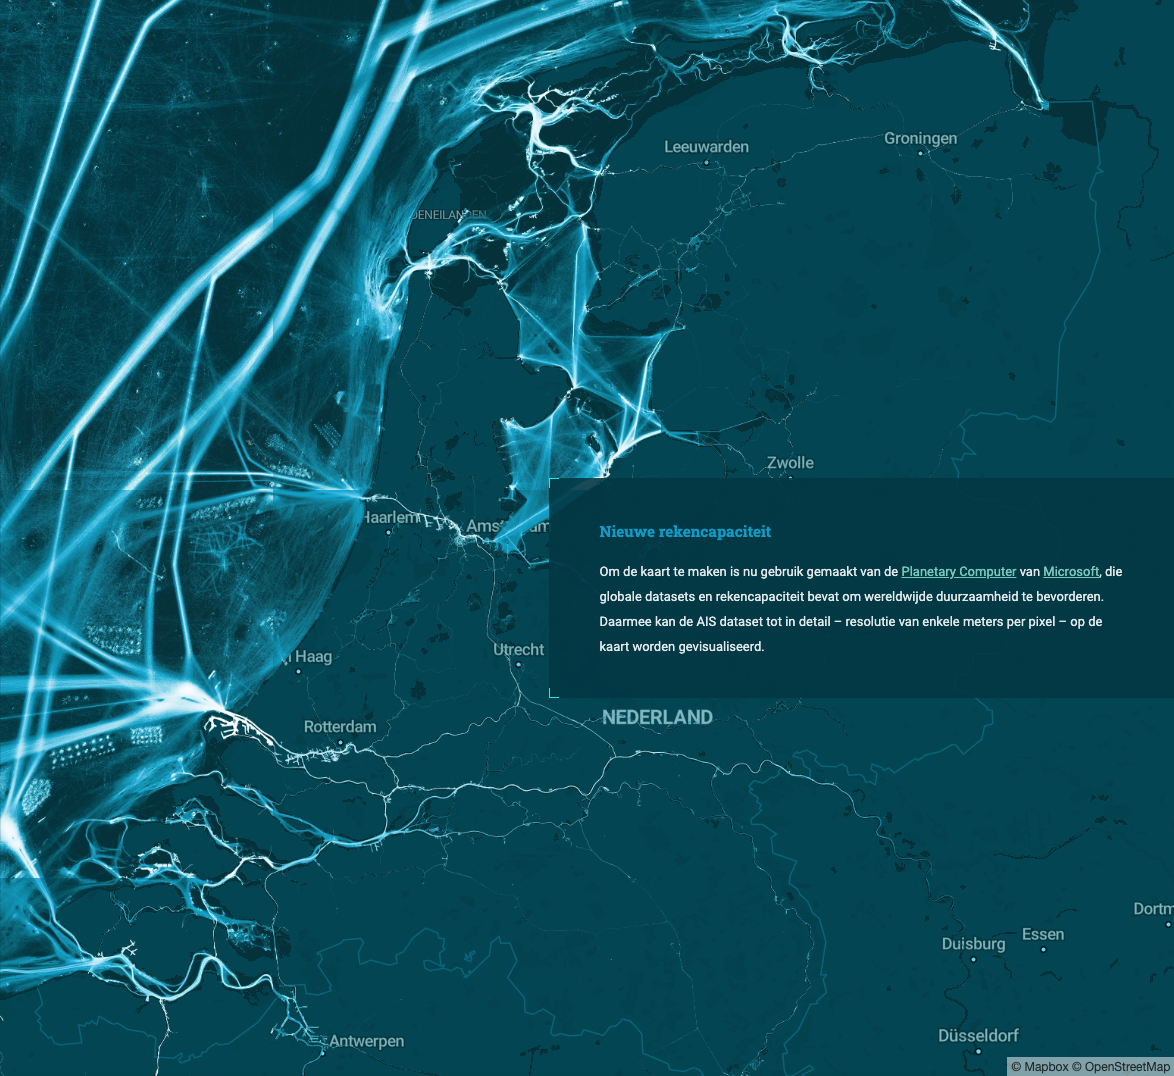 Leeuwarden
Groningen
Zwolle
Haarlem
Nieuwe rekencapaciteit
Om de kaart te maken is nu gebruik gemaakt van de Planetary Computer van Microsoft, die
globale datasets en rekencapaciteit bevat om wereldwijde duurzaamheid te bevorderen.
Daarmee kan de AIS dataset tot in detail – resolutie van enkele meters per pixel – op de
kaart worden gevisualiseerd.
Utrecht
Haag
NEDERLAND
Rotterdam
Essen
Duisburg
Düsseldorf
Antwerpen
© Mapbox © OpenStreetMap